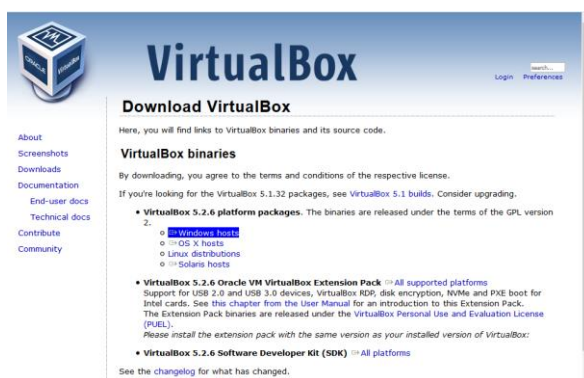 ORACLE
VirtualBox
VirtualBox
search...
Login Preferences
Download VirtualBox
Here, you will find links to VirtualBox binaries and its source code.
About
Screenshots
Downloads
Documentation
End-user docs
Technical docs
Contribute
Community
VirtualBox binaries
By downloading, you agree to the terms and conditions of the respective license.
If you're looking for the VirtualBox 5.1.32 packages, see VirtualBox 5.1 builds. Consider upgrading.
• VirtualBox 5.2.6 platform packages. The binaries are released under the terms of the GPL version
2.
Windows hosts
OS X hosts
Linux distributions
Solaris hosts
• VirtualBox 5.2.6 Oracle VM VirtualBox Extension Pack All supported platforms
Support for USB 2.0 and USB 3.0 devices, VirtualBox RDP, disk encryption, NVMe and PXE boot for
Intel cards. See this chapter from the User Manual for an introduction to this Extension Pack.
The Extension Pack binaries are released under the VirtualBox Personal Use and Evaluation License
(PUEL).
Please install the extension pack with the same version as your installed version of VirtualBox:
• VirtualBox 5.2.6 Software Developer Kit (SDK) All platforms
See the changelog for what has changed.